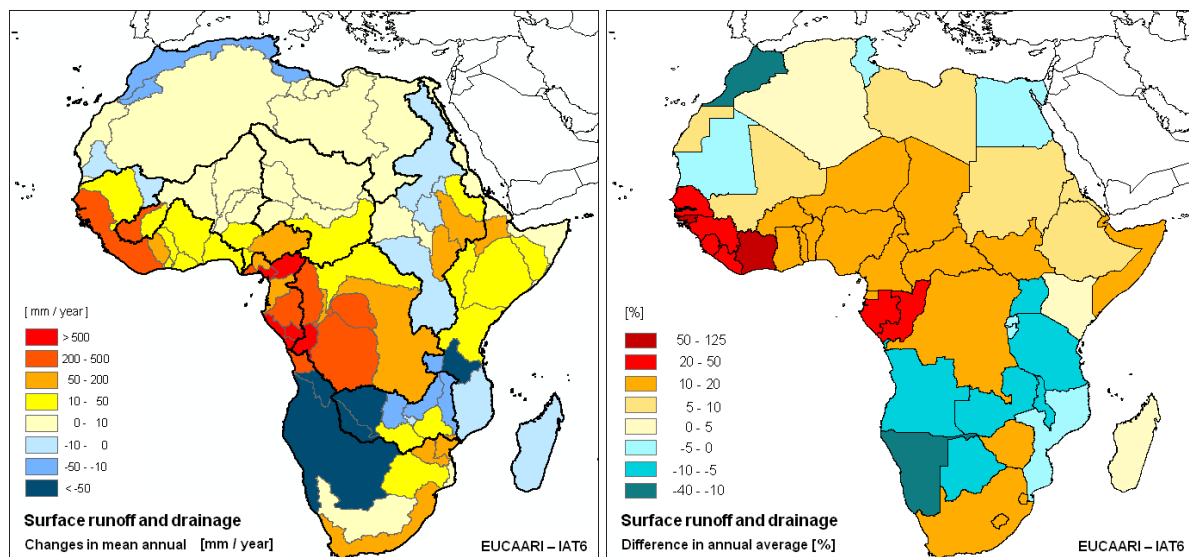 [ mm / year ]
> 500
200 - 500
50 - 200
10 - 50
0 - 10
-10 - 0
-50 - -10
< -50
Surface runoff and drainage
Changes in mean annual [mm / year]
EUCAARI – IAT6
[%]
50 - 125
20 - 50
10 - 20
5 - 10
0 - 5
-5 - 0
-10 - -5
-40 - -10
Surface runoff and drainage
Difference in annual average [%]
EUCAARI – IAT6